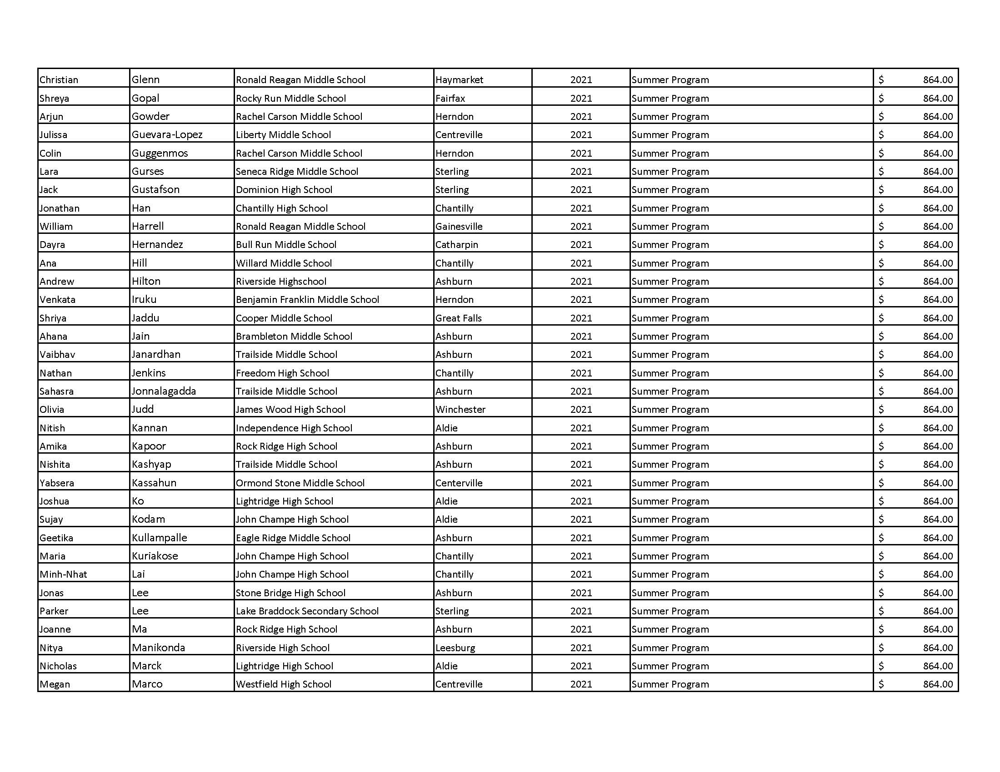 Christian Glenn Ronald Reagan Middle School Haymarket 2021 Summer Program $ 864.00
Shreya Gopal Rocky Run Middle School Fairfax 2021 Summer Program $ 864.00
Arjun Gowder Rachel Carson Middle School Herndon 2021 Summer Program $ 864.00
Julissa Guevara-Lopez Liberty Middle School Centreville 2021 Summer Program $ 864.00
Colin Guggenmos Rachel Carson Middle School Herndon 2021 Summer Program $ 864.00
Lara Gurses Seneca Ridge Middle School Sterling 2021 Summer Program $ 864.00
Jack Gustafson Dominion High School Sterling 2021 Summer Program $ 864.00
Jonathan Han Chantilly High School Chantilly 2021 Summer Program $ 864.00
William Harrell Ronald Reagan Middle School Gainesville 2021 Summer Program $ 864.00
Dayra Hernandez Bull Run Middle School Catharpin 2021 Summer Program $ 864.00
Ana Hill Willard Middle School Chantilly 2021 Summer Program $ 864.00
Andrew Hilton Riverside Highschool Ashburn 2021 Summer Program $ 864.00
Venkata Iruku Benjamin Franklin Middle School Herndon 2021 Summer Program $ 864.00
Shriya Jaddu Cooper Middle School Great Falls 2021 Summer Program $ 864.00
Ahana Jain Brambleton Middle School Ashburn 2021 Summer Program $ 864.00
Vaibhav Janardhan Trailside Middle School Ashburn 2021 Summer Program $ 864.00
Nathan Jenkins Freedom High School Chantilly 2021 Summer Program $ 864.00
Sahasra Jonnalagadda Trailside Middle School Ashburn 2021 Summer Program $ 864.00
Olivia Judd James Wood High School Winchester 2021 Summer Program $ 864.00
Nitish Kannan Independence High School Aldie 2021 Summer Program $ 864.00
Amika Kapoor Rock Ridge High School Ashburn 2021 Summer Program $ 864.00
Nishita Kashyap Trailside Middle School Ashburn 2021 Summer Program $ 864.00
Yabsera Kassahun Ormond Stone Middle School Centerville 2021 Summer Program $ 864.00
Joshua Ko Lightridge High School Aldie 2021 Summer Program $ 864.00
Sujay Kodam John Champe High School Aldie 2021 Summer Program $ 864.00
Geetika Kullampalle Eagle Ridge Middle School Ashburn 2021 Summer Program $ 864.00
Maria Kuriakose John Champe High School Chantilly 2021 Summer Program $ 864.00
Minh-Nhat Lai John Champe High School Chantilly 2021 Summer Program $ 864.00
Jonas Lee Stone Bridge High School Ashburn 2021 Summer Program $ 864.00
Parker Lee Lake Braddock Secondary School Sterling 2021 Summer Program $ 864.00
Joanne Ma Rock Ridge High School Ashburn 2021 Summer Program $ 864.00
Nitya Manikonda Riverside High School Leesburg 2021 Summer Program $ 864.00
Nicholas Marck Lightridge High School Aldie 2021 Summer Program $ 864.00
Megan Marco Westfield High School Centreville 2021 Summer Program $ 864.00